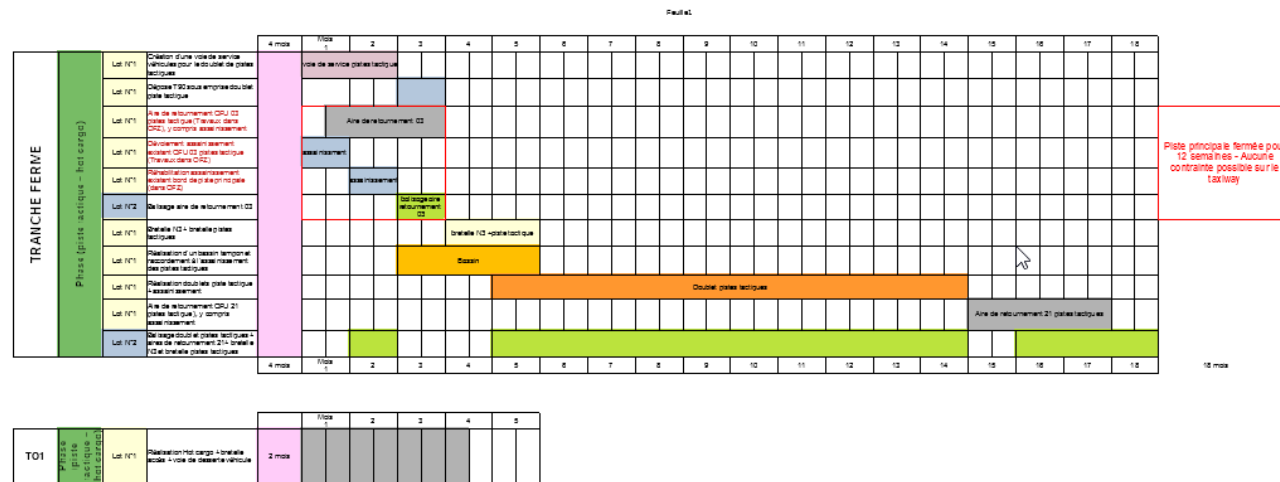 Feuille1
4 mois
Mois
1
2
3
4
5
6
7
8
9
10
11
12
13
14
15
16
17
18
TRANCHE FERME
Phase (piste tactique – hot cargo)
Lot N°1
Création d'une voie de service
véhicules pour le doublet de pistes
tactiques
voie de service pistes tactique
Lot N°1
Dépose T90 sous emprise doublet
piste tactique
Lot N°1
Aire de retournement QFU 03
pistes tactique (Travaux dans
OFZ), y compris assainissement
Aire de retournement 03
Lot N°1
Dévoiement assainissement
existant QFU 03 pistes tactique
(Travaux dans OFZ)
assainissement
Lot N°1
Réhabilitation assainissement
existant bord de piste principale
(dans OFZ)
assainissement
Lot N°2
Balisage aire de retournement 03
balisage aire
retournement
03
Piste principale fermée pour
12 semaines - Aucune
contrainte possible sur le
taxiway
Lot N°1
Bretelle N3 + bretelle pistes
tactiques
bretelle N3 +piste tactique
Lot N°1
Réalisation d'un bassin tampon et
raccordement à l'assainissement
des pistes tactiques
Bassin
Lot N°1
Réalisation doublets piste tactique
+ assainissement
Doublet pistes tactiques
Lot N°1
Aire de retournement QFU 21
pistes tactique), y compris
assainissement
Aire de retournement 21 pistes tactiques
Lot N°2
Balisage doublet pistes tactiques +
aires de retournement 21 + bretelle
N3 et bretelle pistes tactiques
4 mois
Mois
1
2
3
4
5
6
7
8
9
10
11
12
13
14
15
16
17
18
18 mois
Mois
1
2
3
4
5
TO1
Phase
(piste
tactique –
hot cargo)
Lot N°1
Réalisation Hot cargo + bretelle
accès + voie de desserte véhicule
2 mois